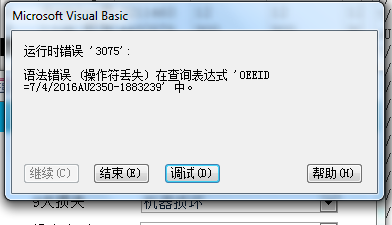 Microsoft Visual Basic
运行时错误 '3075':
语法错误 (操作符丢失) 在查询表达式 'OEEID
=7/4/2016AU2350-1883239' 中。
继续(C)
结束(E)
调试(D)
帮助(H)
机器损坏